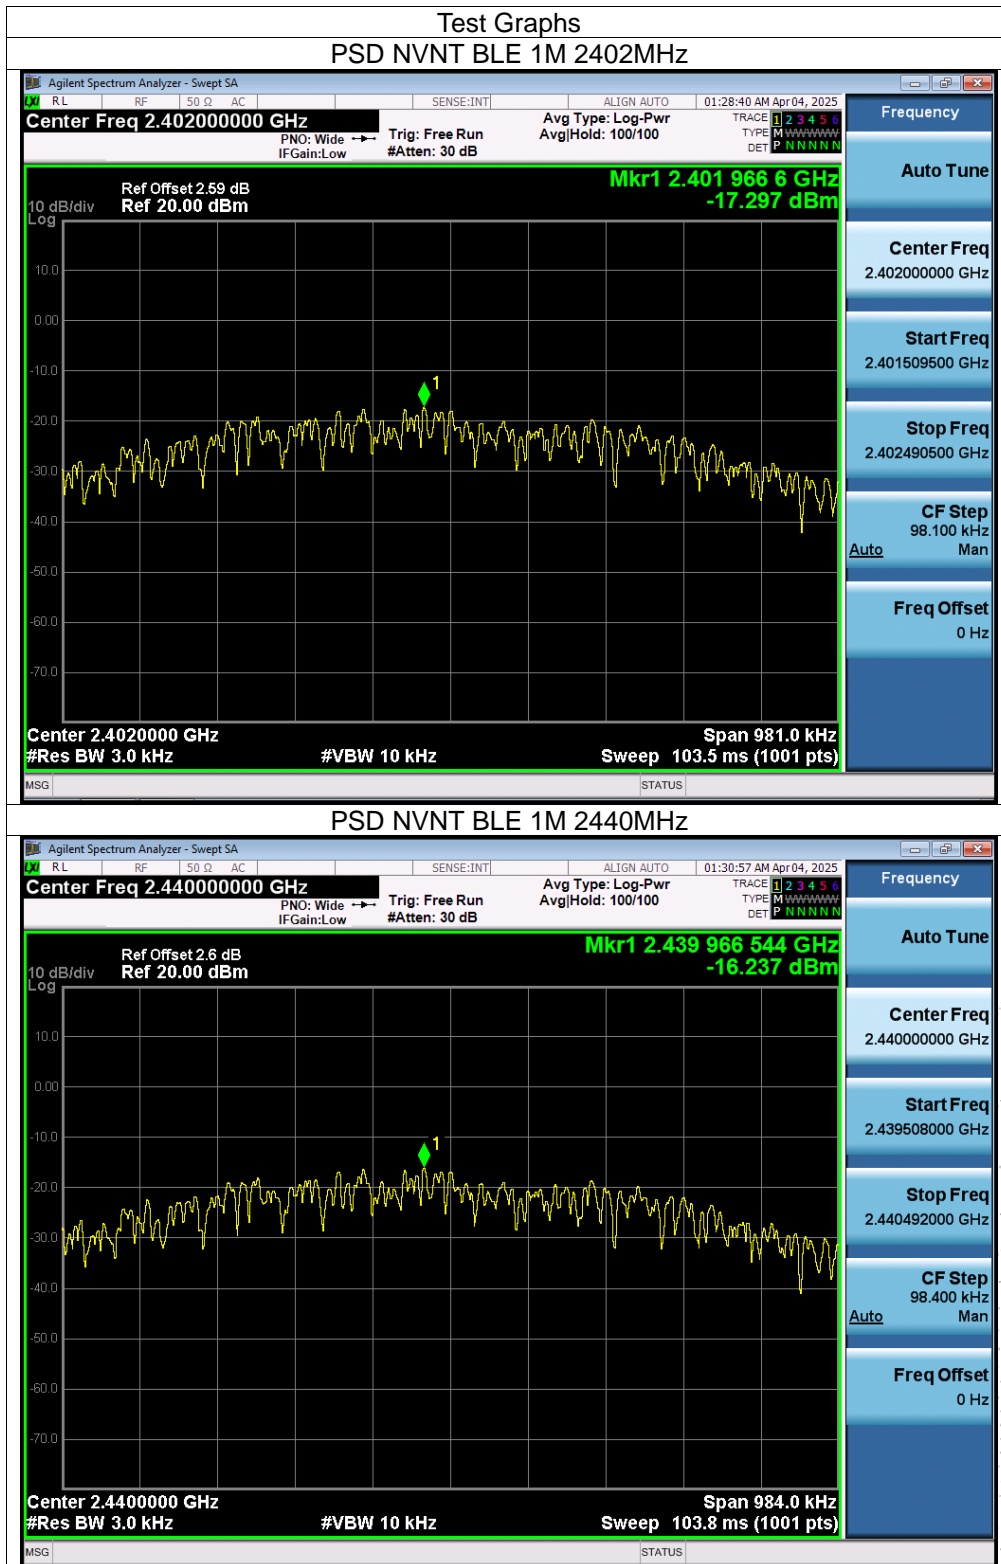 Test Graphs
PSD NVNT BLE 1M 2402MHz
Agilent Spectrum Analyzer - Swept SA
LXI RL RF 50 Ω AC SENSE:INT ALIGN AUTO 01:28:40 AM Apr 04, 2025
Center Freq 2.402000000 GHz
PNO: Wide
IFGain:Low
Trig: Free Run
#Atten: 30 dB
Avg Type: Log-Pwr
Avg|Hold: 100/100
TRACE 1 2 3 4 5 6
TYPE M WWWWW
DET P N N N N N
Frequency
Auto Tune
Center Freq
2.402000000 GHz
Start Freq
2.401509500 GHz
Stop Freq
2.402490500 GHz
CF Step
98.100 kHz
Auto Man
Freq Offset
0 Hz
Mkr1 2.401 966 6 GHz
-17.297 dBm
Ref Offset 2.59 dB
10 dB/div Ref 20.00 dBm
Log
10.0
0.00
-10.0
1
-20.0
-30.0
-40.0
-50.0
-60.0
-70.0
Center 2.4020000 GHz Span 981.0 kHz
#Res BW 3.0 kHz #VBW 10 kHz Sweep 103.5 ms (1001 pts)
MSG STATUS
PSD NVNT BLE 1M 2440MHz
Agilent Spectrum Analyzer - Swept SA
LXI RL RF 50 Ω AC SENSE:INT ALIGN AUTO 01:30:57 AM Apr 04, 2025
Center Freq 2.440000000 GHz
PNO: Wide
IFGain:Low
Trig: Free Run
#Atten: 30 dB
Avg Type: Log-Pwr
Avg|Hold: 100/100
TRACE 1 2 3 4 5 6
TYPE M WWWWW
DET P N N N N N
Frequency
Auto Tune
Center Freq
2.440000000 GHz
Start Freq
2.439508000 GHz
Stop Freq
2.440492000 GHz
CF Step
98.400 kHz
Auto Man
Freq Offset
0 Hz
Mkr1 2.439 966 544 GHz
-16.237 dBm
Ref Offset 2.6 dB
10 dB/div Ref 20.00 dBm
Log
10.0
0.00
-10.0
1
-20.0
-30.0
-40.0
-50.0
-60.0
-70.0
Center 2.4400000 GHz Span 984.0 kHz
#Res BW 3.0 kHz #VBW 10 kHz Sweep 103.8 ms (1001 pts)
MSG STATUS